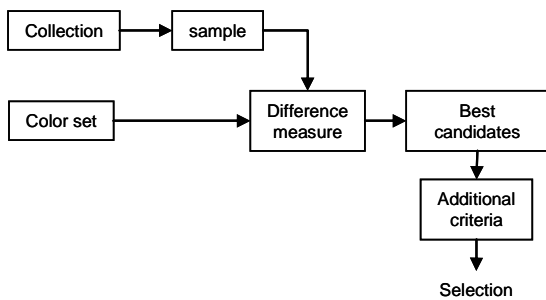 Collection
sample
Color set
Difference
measure
Best
candidates
Additional
criteria
Selection